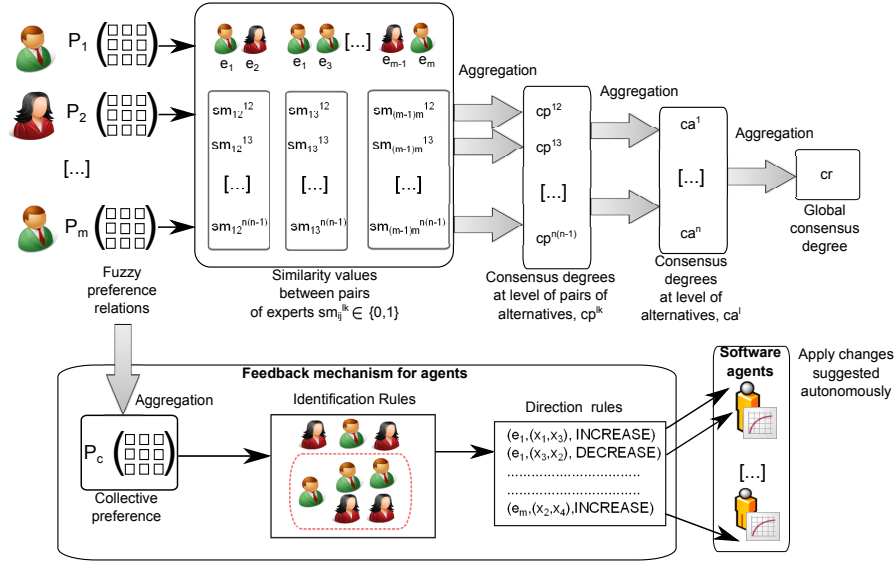 P1
P2
[...]
Pm
Fuzzy
preference
relations
e1 e2 e1 e3 [...] em-1 em
sm12^12 sm13^12 sm(m-1)m^12
sm12^13 sm13^13 sm(m-1)m^13
[...] [...] [...]
sm12^n(n-1) sm13^n(n-1) sm(m-1)m^n(n-1)
Similarity values
between pairs
of experts smij^lk ∈ {0,1}
Aggregation
cp^12
cp^13
[...]
cp^n(n-1)
Consensus degrees
at level of pairs of
alternatives, cp^lk
Aggregation
ca^1
[...]
ca^n
Consensus
degrees
at level of
alternatives, ca^l
Aggregation
cr
Global
consensus
degree
Feedback mechanism for agents
Aggregation
Pc
Collective
preference
Identification Rules
Direction rules
(e1,(x1,x3), INCREASE)
(e1,(x3,x2), DECREASE)
.......................................
.......................................
(em,(x2,x4),INCREASE)
Software
agents
[...]
Apply changes
suggested
autonomously